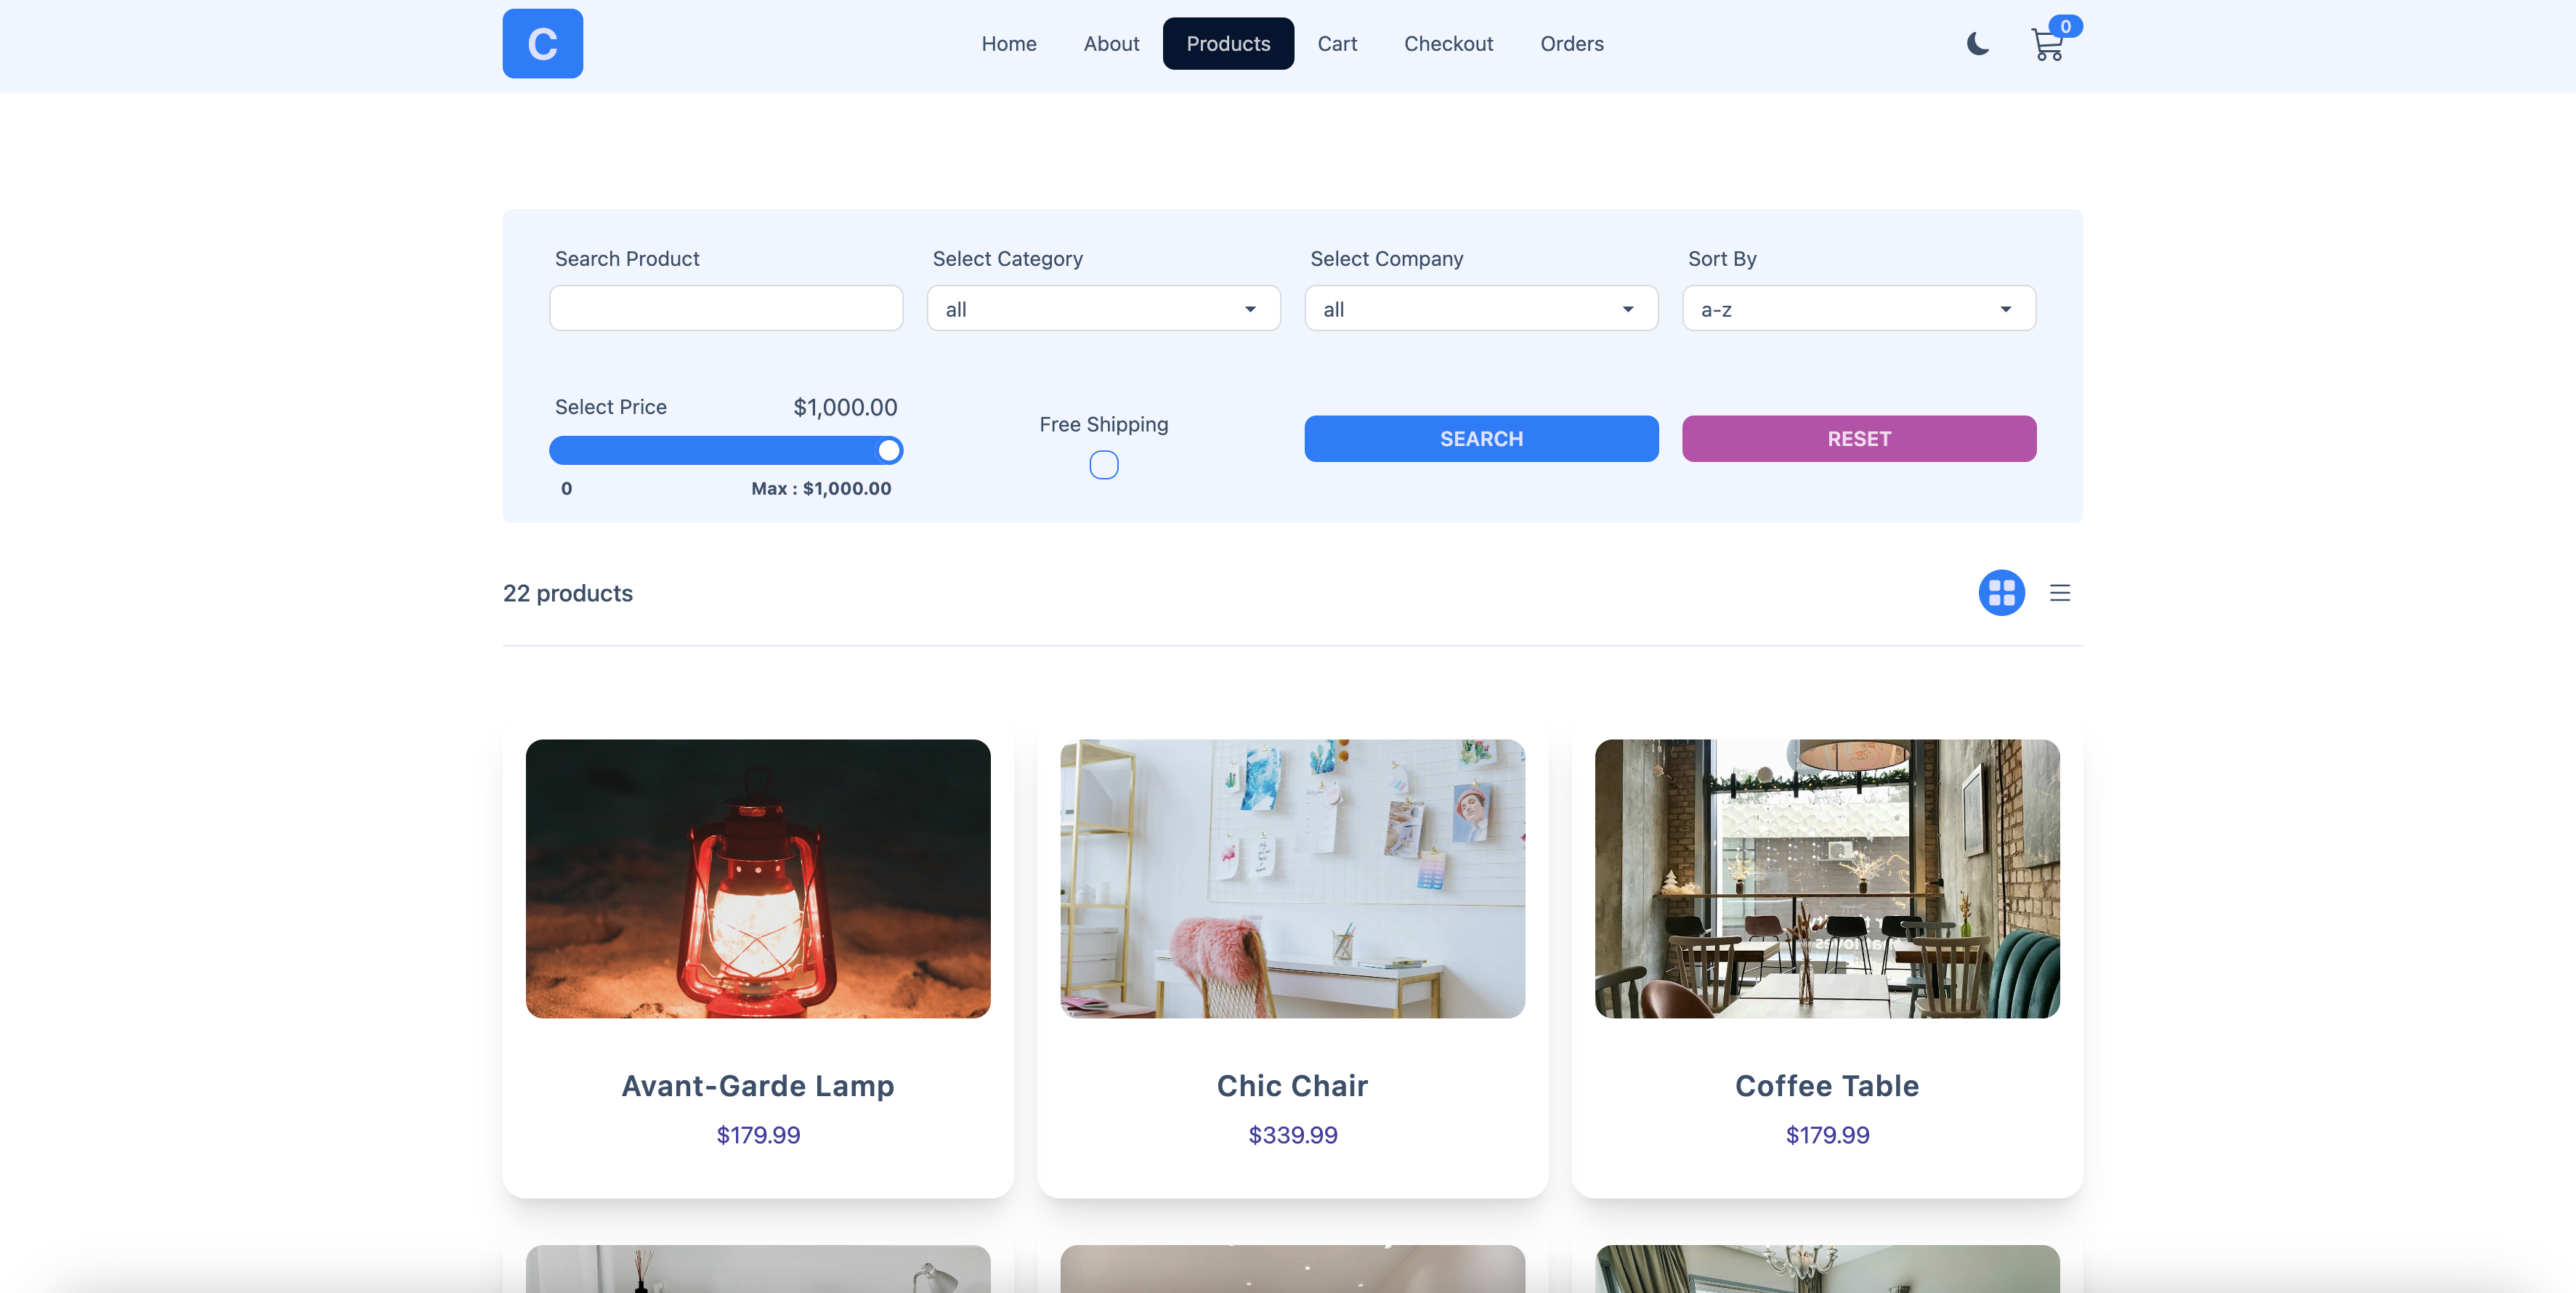 C
Home About Products Cart Checkout Orders
0
Search Product
Select Category
Select Company
Sort By
all
all
a-z
Select Price
$1,000.00
0
Max : $1,000.00
Free Shipping
SEARCH
RESET
22 products
Avant-Garde Lamp
$179.99
Chic Chair
$339.99
Coffee Table
$179.99